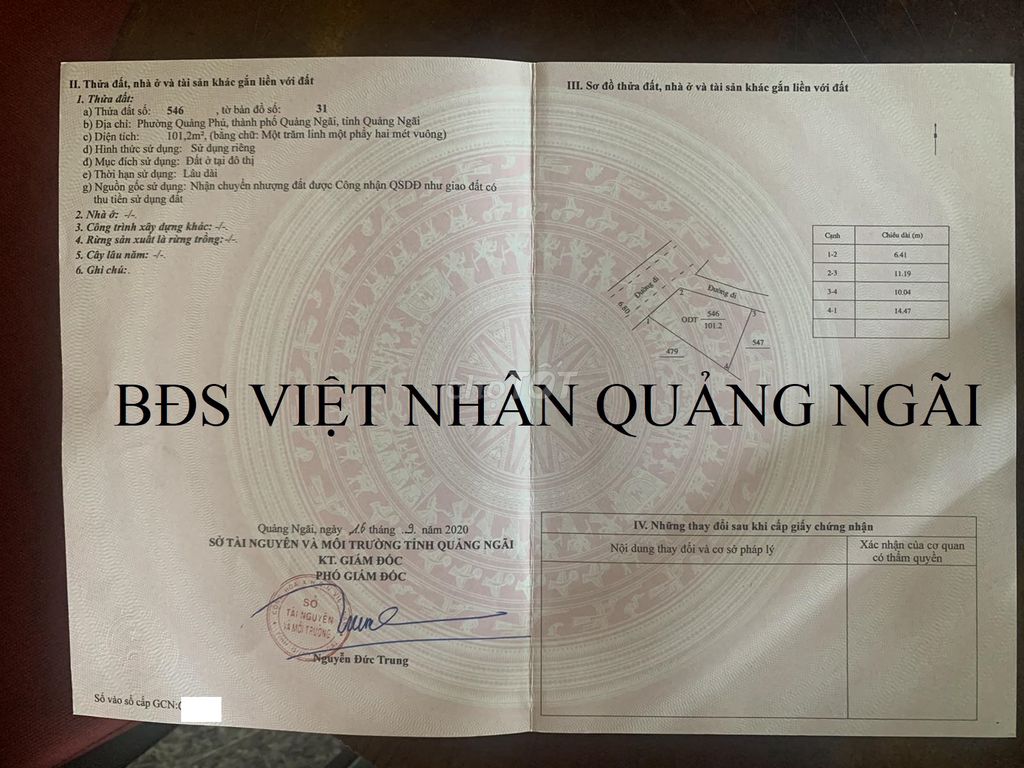 II. Thửa đất, nhà ở và tài sản khác gắn liền với đất
1. Thửa đất:
a) Thửa đất số: 546 , tờ bản đồ số: 31
b) Địa chỉ: Phường Quảng Phú, thành phố Quảng Ngãi, tỉnh Quảng Ngãi
c) Diện tích: 101,2m², (bằng chữ: Một trăm linh một phẩy hai mét vuông)
d) Hình thức sử dụng: Sử dụng riêng
đ) Mục đích sử dụng: Đất ở tại đô thị
e) Thời hạn sử dụng: Lâu dài
g) Nguồn gốc sử dụng: Nhận chuyển nhượng đất được Công nhận QSDĐ như giao đất có
thu tiền sử dụng đất
2. Nhà ở: -/-
3. Công trình xây dựng khác: -/-
4. Rừng sản xuất là rừng trồng:-/-
5. Cây lâu năm: -/-
6. Ghi chú:
Quảng Ngãi, ngày 16 tháng 9 năm 2020
SỞ TÀI NGUYÊN VÀ MÔI TRƯỜNG TỈNH QUẢNG NGÃI
KT. GIÁM ĐỐC
PHÓ GIÁM ĐỐC
SỞ
TÀI NGUYÊN
VÀ MÔI TRƯỜNG
Nguyễn Đức Trung
Số vào sổ cấp GCN:
III. Sơ đồ thửa đất, nhà ở và tài sản khác gắn liền với đất
Cạnh Chiều dài (m)
1-2 6.41
2-3 11.19
3-4 10.04
4-1 14.47
Đường đi
6.80
Đường đi
1
2
3
4
ODT 546
101.2
479
547
BĐS VIỆT NHÂN QUẢNG NGÃI
IV. Những thay đổi sau khi cấp giấy chứng nhận
Nội dung thay đổi và cơ sở pháp lý
Xác nhận của cơ quan
có thẩm quyền